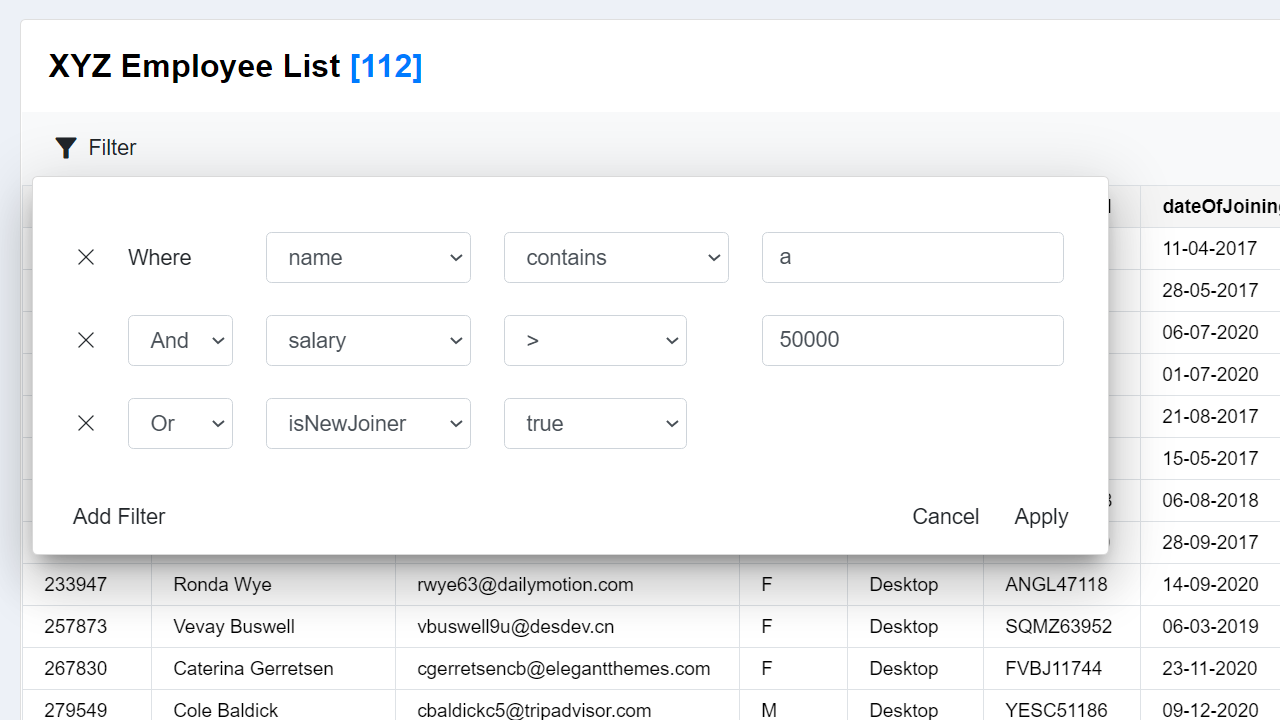 XYZ Employee List [112]
Filter
dateOfJoining
11-04-2017
28-05-2017
06-07-2020
01-07-2020
21-08-2017
15-05-2017
06-08-2018
28-09-2017
Where name contains a
And salary > 50000
Or isNewJoiner true
Add Filter Cancel Apply
233947 Ronda Wye rwye63@dailymotion.com F Desktop ANGL47118 14-09-2020
257873 Vevay Buswell vbuswell9u@desdev.cn F Desktop SQMZ63952 06-03-2019
267830 Caterina Gerretsen cgerretsencb@elegantthemes.com F Desktop FVBJ11744 23-11-2020
279549 Cole Baldick cbaldickc5@tripadvisor.com M Desktop YESC51186 09-12-2020